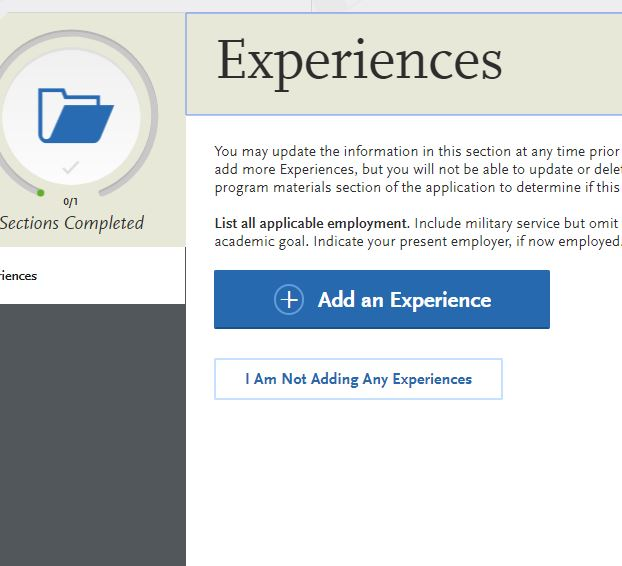 Experiences
0/1
Sections Completed
You may update the information in this section at any time prior
add more Experiences, but you will not be able to update or
program materials section of the application to determine if this
List all applicable employment. Include military service but omit
academic goal. Indicate your present employer, if now employed.
Add an Experience
I Am Not Adding Any Experiences